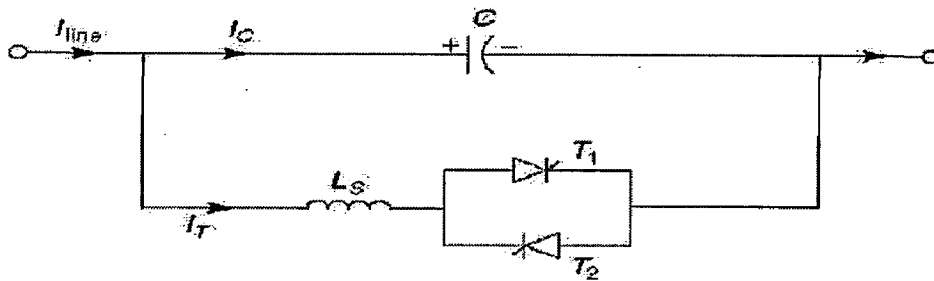 I_line I_C + C −
L_S T_1
I_T
T_2